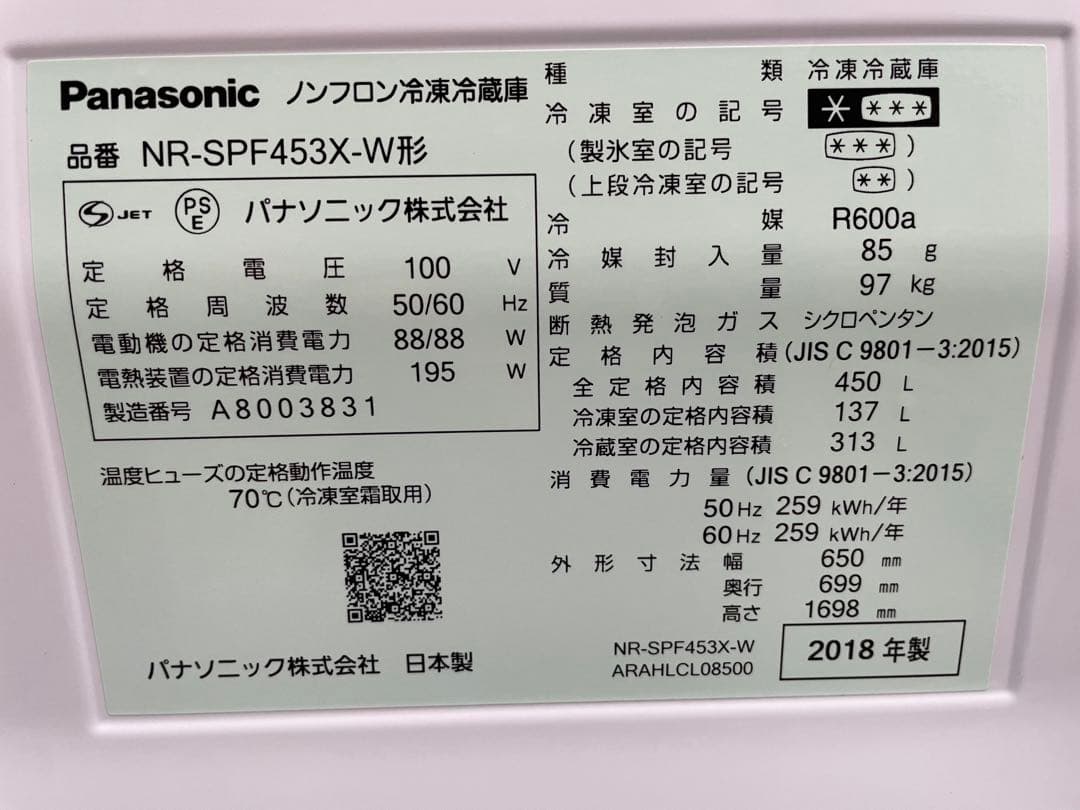 Panasonic ノンフロン冷凍冷蔵庫
品番 NR-SPF453X-W形
S JET PS E パナソニック株式会社
定格電圧 100 V
定格周波数 50/60 Hz
電動機の定格消費電力 88/88 W
電熱装置の定格消費電力 195 W
製造番号 A8003831
温度ヒューズの定格動作温度
70℃(冷凍室霜取用)
パナソニック株式会社 日本製
種類 冷凍冷蔵庫
冷凍室の記号 * ***
(製氷室の記号 *** )
(上段冷凍室の記号 ** )
冷媒 R600a
冷媒封入量 85 g
質量 97 kg
断熱発泡ガス シクロペンタン
定格内容積 (JIS C 9801-3:2015)
全定格内容積 450 L
冷凍室の定格内容積 137 L
冷蔵室の定格内容積 313 L
消費電力量 (JIS C 9801-3:2015)
50Hz 259 kWh/年
60Hz 259 kWh/年
外形寸法幅 650 mm
奥行 699 mm
高さ 1698 mm
NR-SPF453X-W
ARAHLCL08500
2018年製